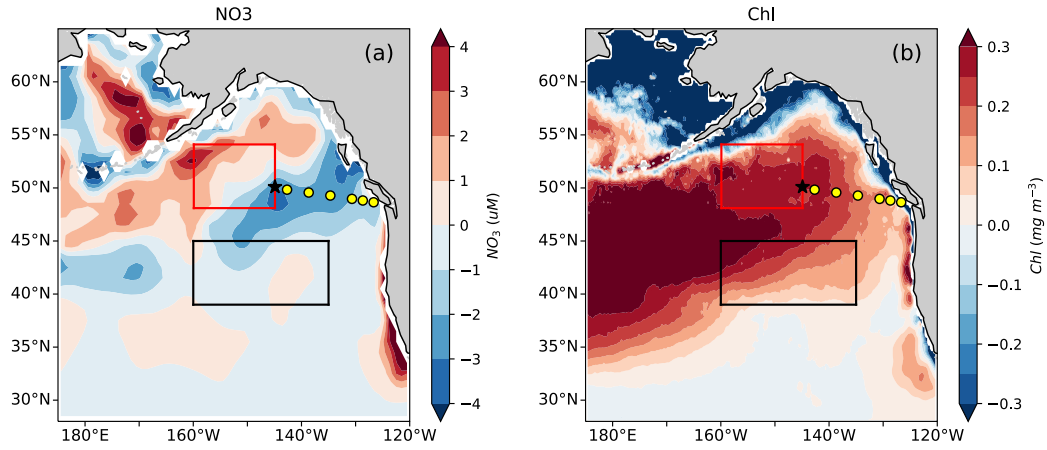 NO3
(a)
60°N
55°N
50°N
45°N
40°N
35°N
30°N
180°E
160°W
140°W
120°W
4
3
2
1
0
−1
−2
−3
−4
NO₃ (uM)
Chl
(b)
60°N
55°N
50°N
45°N
40°N
35°N
30°N
180°E
160°W
140°W
120°W
0.3
0.2
0.1
0.0
−0.1
−0.2
−0.3
Chl (mg m⁻³)